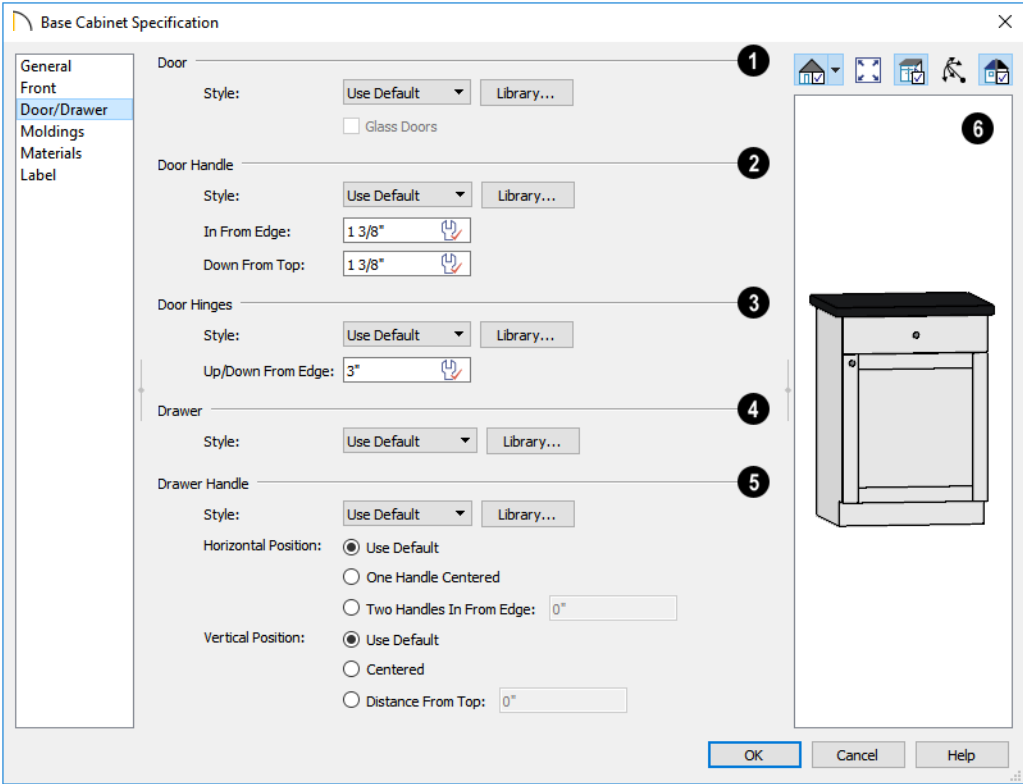 Base Cabinet Specification
General
Front
Door/Drawer
Moldings
Materials
Label
Door 1
Style: Use Default Library...
Glass Doors
Door Handle 2
Style: Use Default Library...
In From Edge: 1 3/8"
Down From Top: 1 3/8"
Door Hinges 3
Style: Use Default Library...
Up/Down From Edge: 3"
Drawer 4
Style: Use Default Library...
Drawer Handle 5
Style: Use Default Library...
Horizontal Position: Use Default
One Handle Centered
Two Handles In From Edge: 0"
Vertical Position: Use Default
Centered
Distance From Top: 0"
6
OK Cancel Help